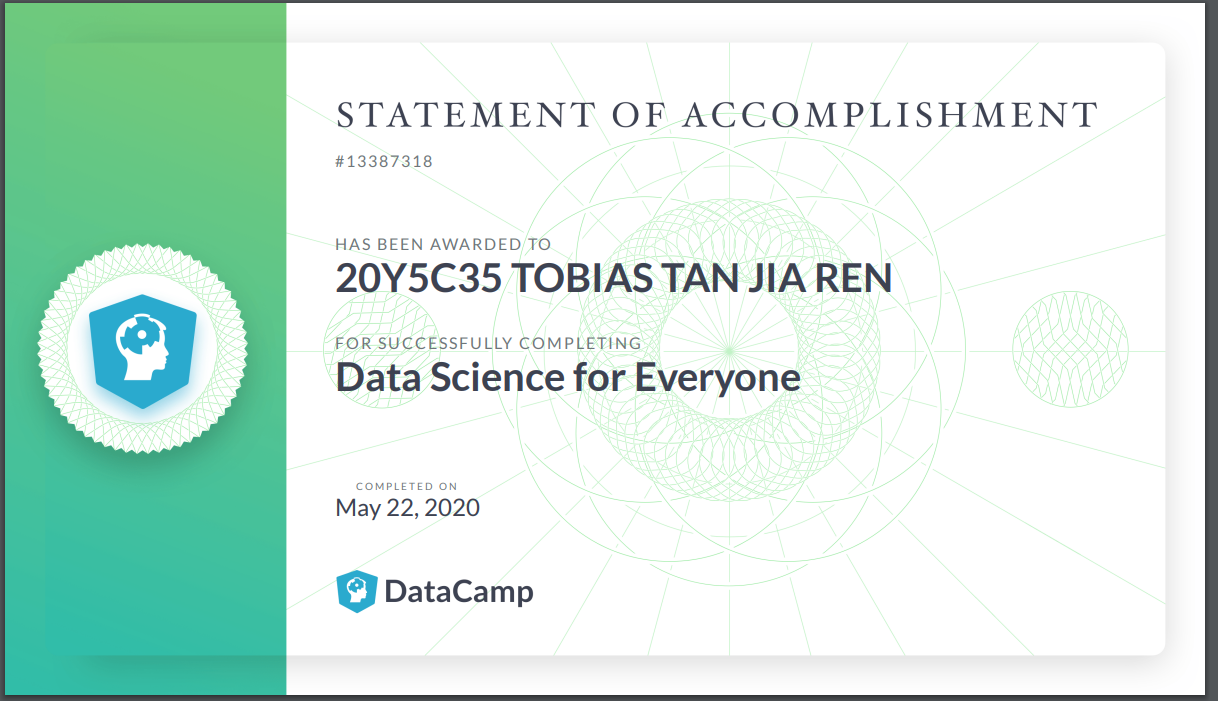 STATEMENT OF ACCOMPLISHMENT
#13387318
HAS BEEN AWARDED TO
20Y5C35 TOBIAS TAN JIA REN
FOR SUCCESSFULLY COMPLETING
Data Science for Everyone
COMPLETED ON
May 22, 2020
DataCamp